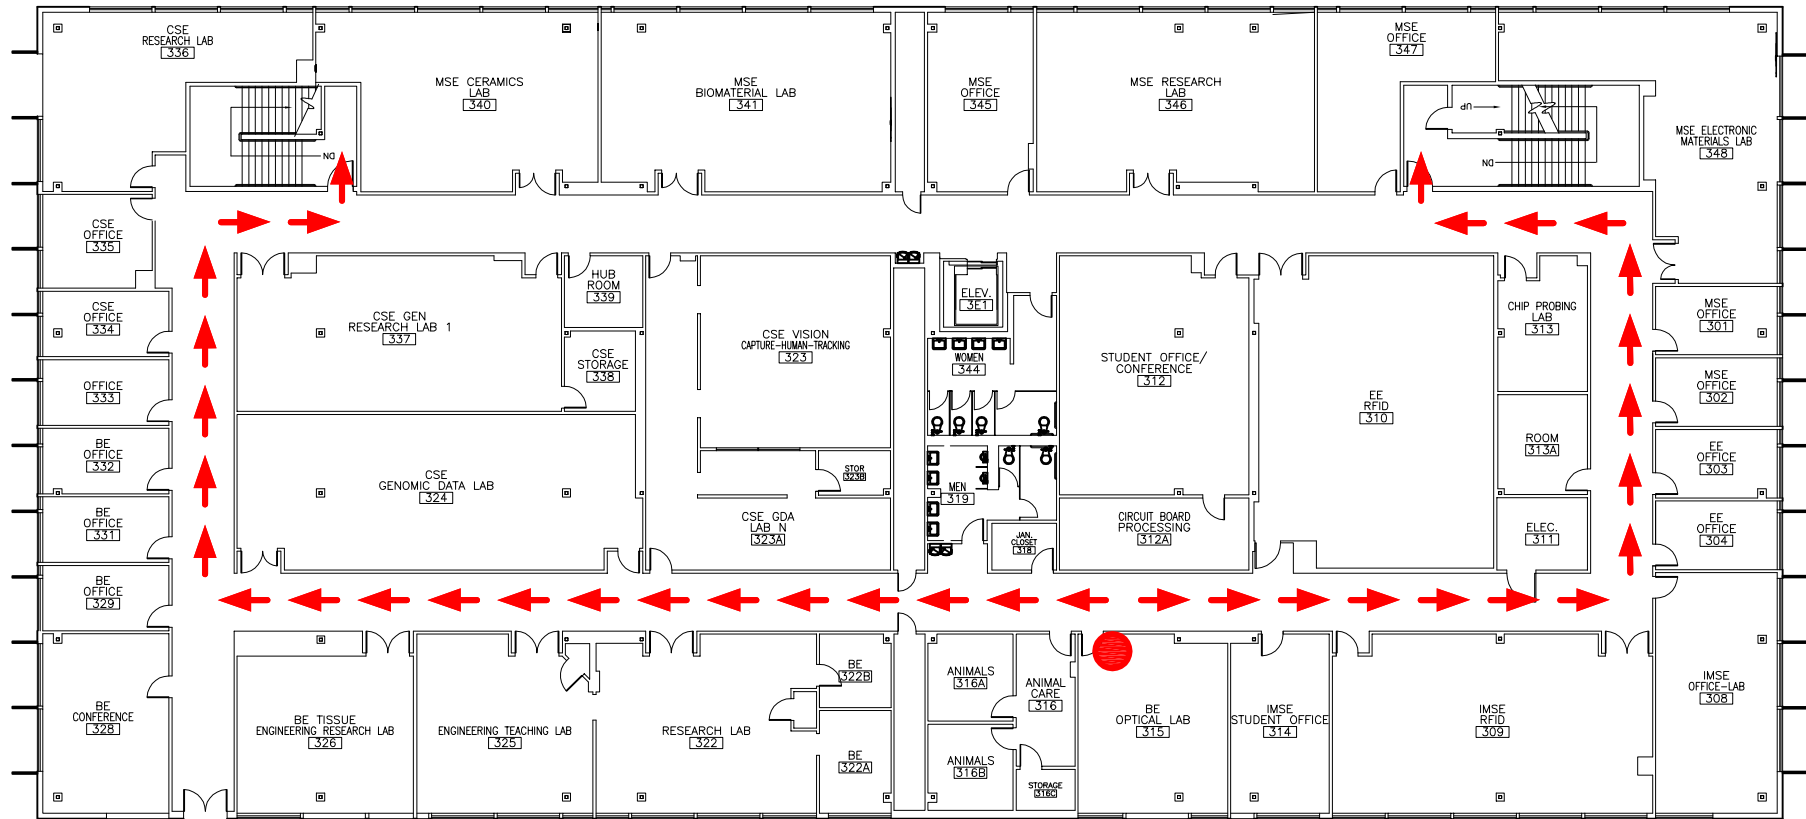 CSE
RESEARCH LAB
336
MSE CERAMICS
LAB
340
MSE
BIOMATERIAL LAB
341
MSE
OFFICE
345
MSE RESEARCH
LAB
346
MSE
OFFICE
347
UP
DN
DN
MSE ELECTRONIC
MATERIALS LAB
348
CSE
OFFICE
335
CSE
OFFICE
334
OFFICE
333
BE
OFFICE
332
BE
OFFICE
331
BE
OFFICE
329
BE
CONFERENCE
328
CSE GEN
RESEARCH LAB 1
337
HUB
ROOM
339
CSE
STORAGE
338
CSE
GENOMIC DATA LAB
324
CSE VISION
CAPTURE-HUMAN-TRACKING
323
STOR
323B
CSE GDA
LAB N
323A
ELEV.
3E1
WOMEN
344
MEN
319
JAN.
CLOSET
318
STUDENT OFFICE/
CONFERENCE
312
CIRCUIT BOARD
PROCESSING
312A
EE
RFID
310
CHIP PROBING
LAB
313
ROOM
313A
ELEC.
311
MSE
OFFICE
301
MSE
OFFICE
302
EE
OFFICE
303
EE
OFFICE
304
IMSE
OFFICE-LAB
308
BE TISSUE
ENGINEERING RESEARCH LAB
326
ENGINEERING TEACHING LAB
325
RESEARCH LAB
322
BE
322B
BE
322A
ANIMALS
316A
ANIMALS
316B
ANIMAL
CARE
316
STORAGE
316C
BE
OPTICAL LAB
315
IMSE
STUDENT OFFICE
314
IMSE
RFID
309